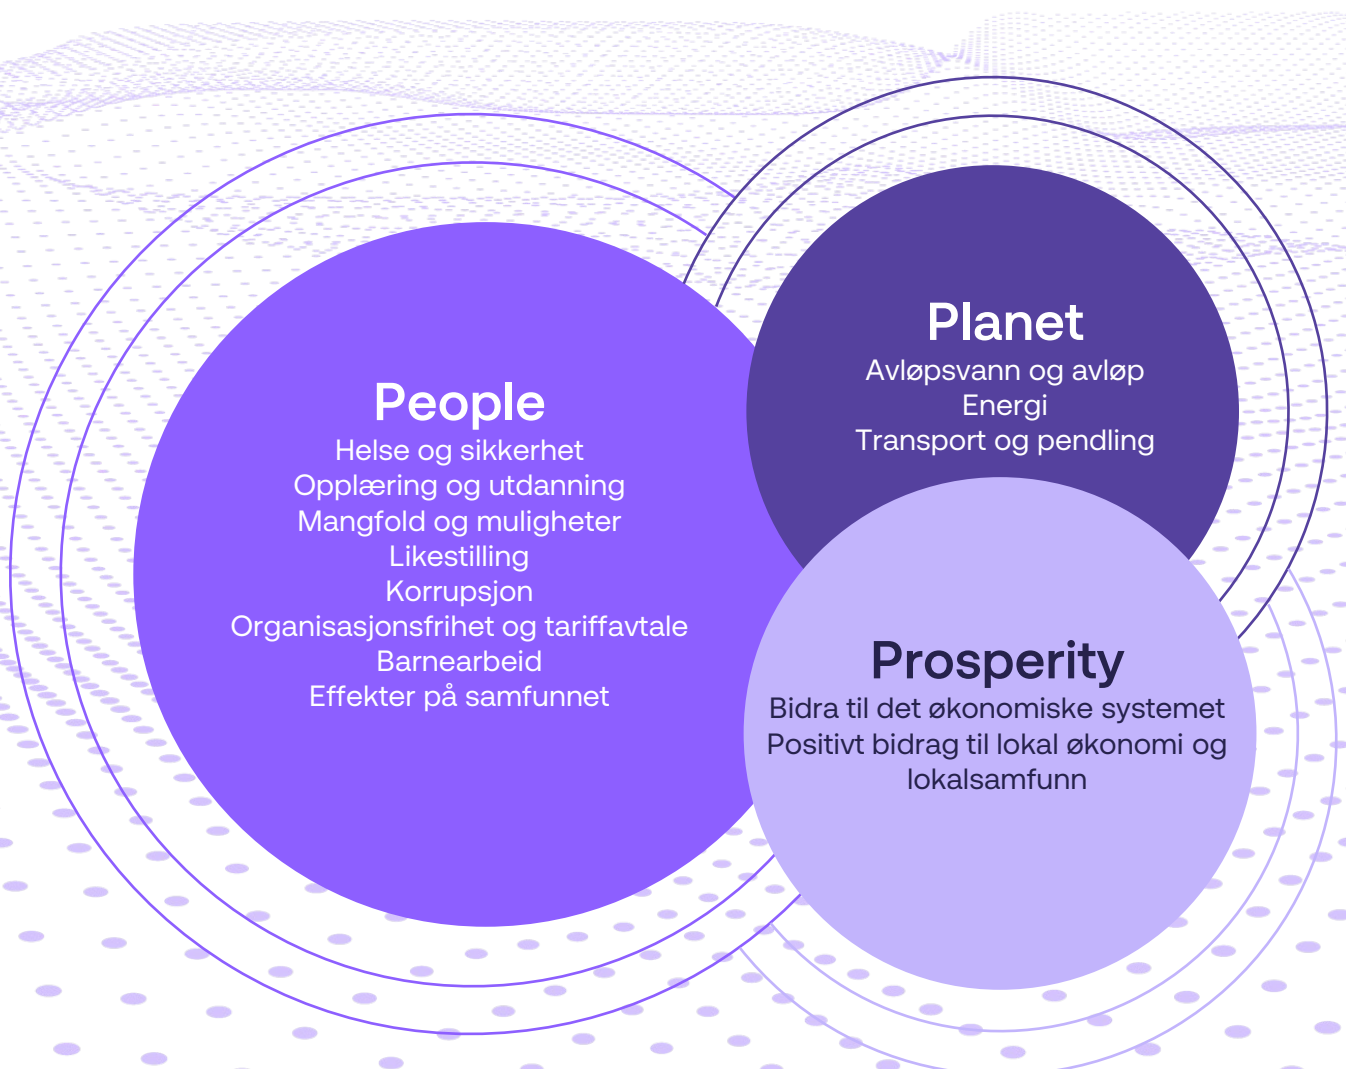 People
Helse og sikkerhet
Opplæring og utdanning
Mangfold og muligheter
Likestilling
Korrupsjon
Organisasjonsfrihet og tariffavtale
Barnearbeid
Effekter på samfunnet
Planet
Avløpsvann og avløp
Energi
Transport og pendling
Prosperity
Bidra til det økonomiske systemet
Positivt bidrag til lokal økonomi og
lokalsamfunn